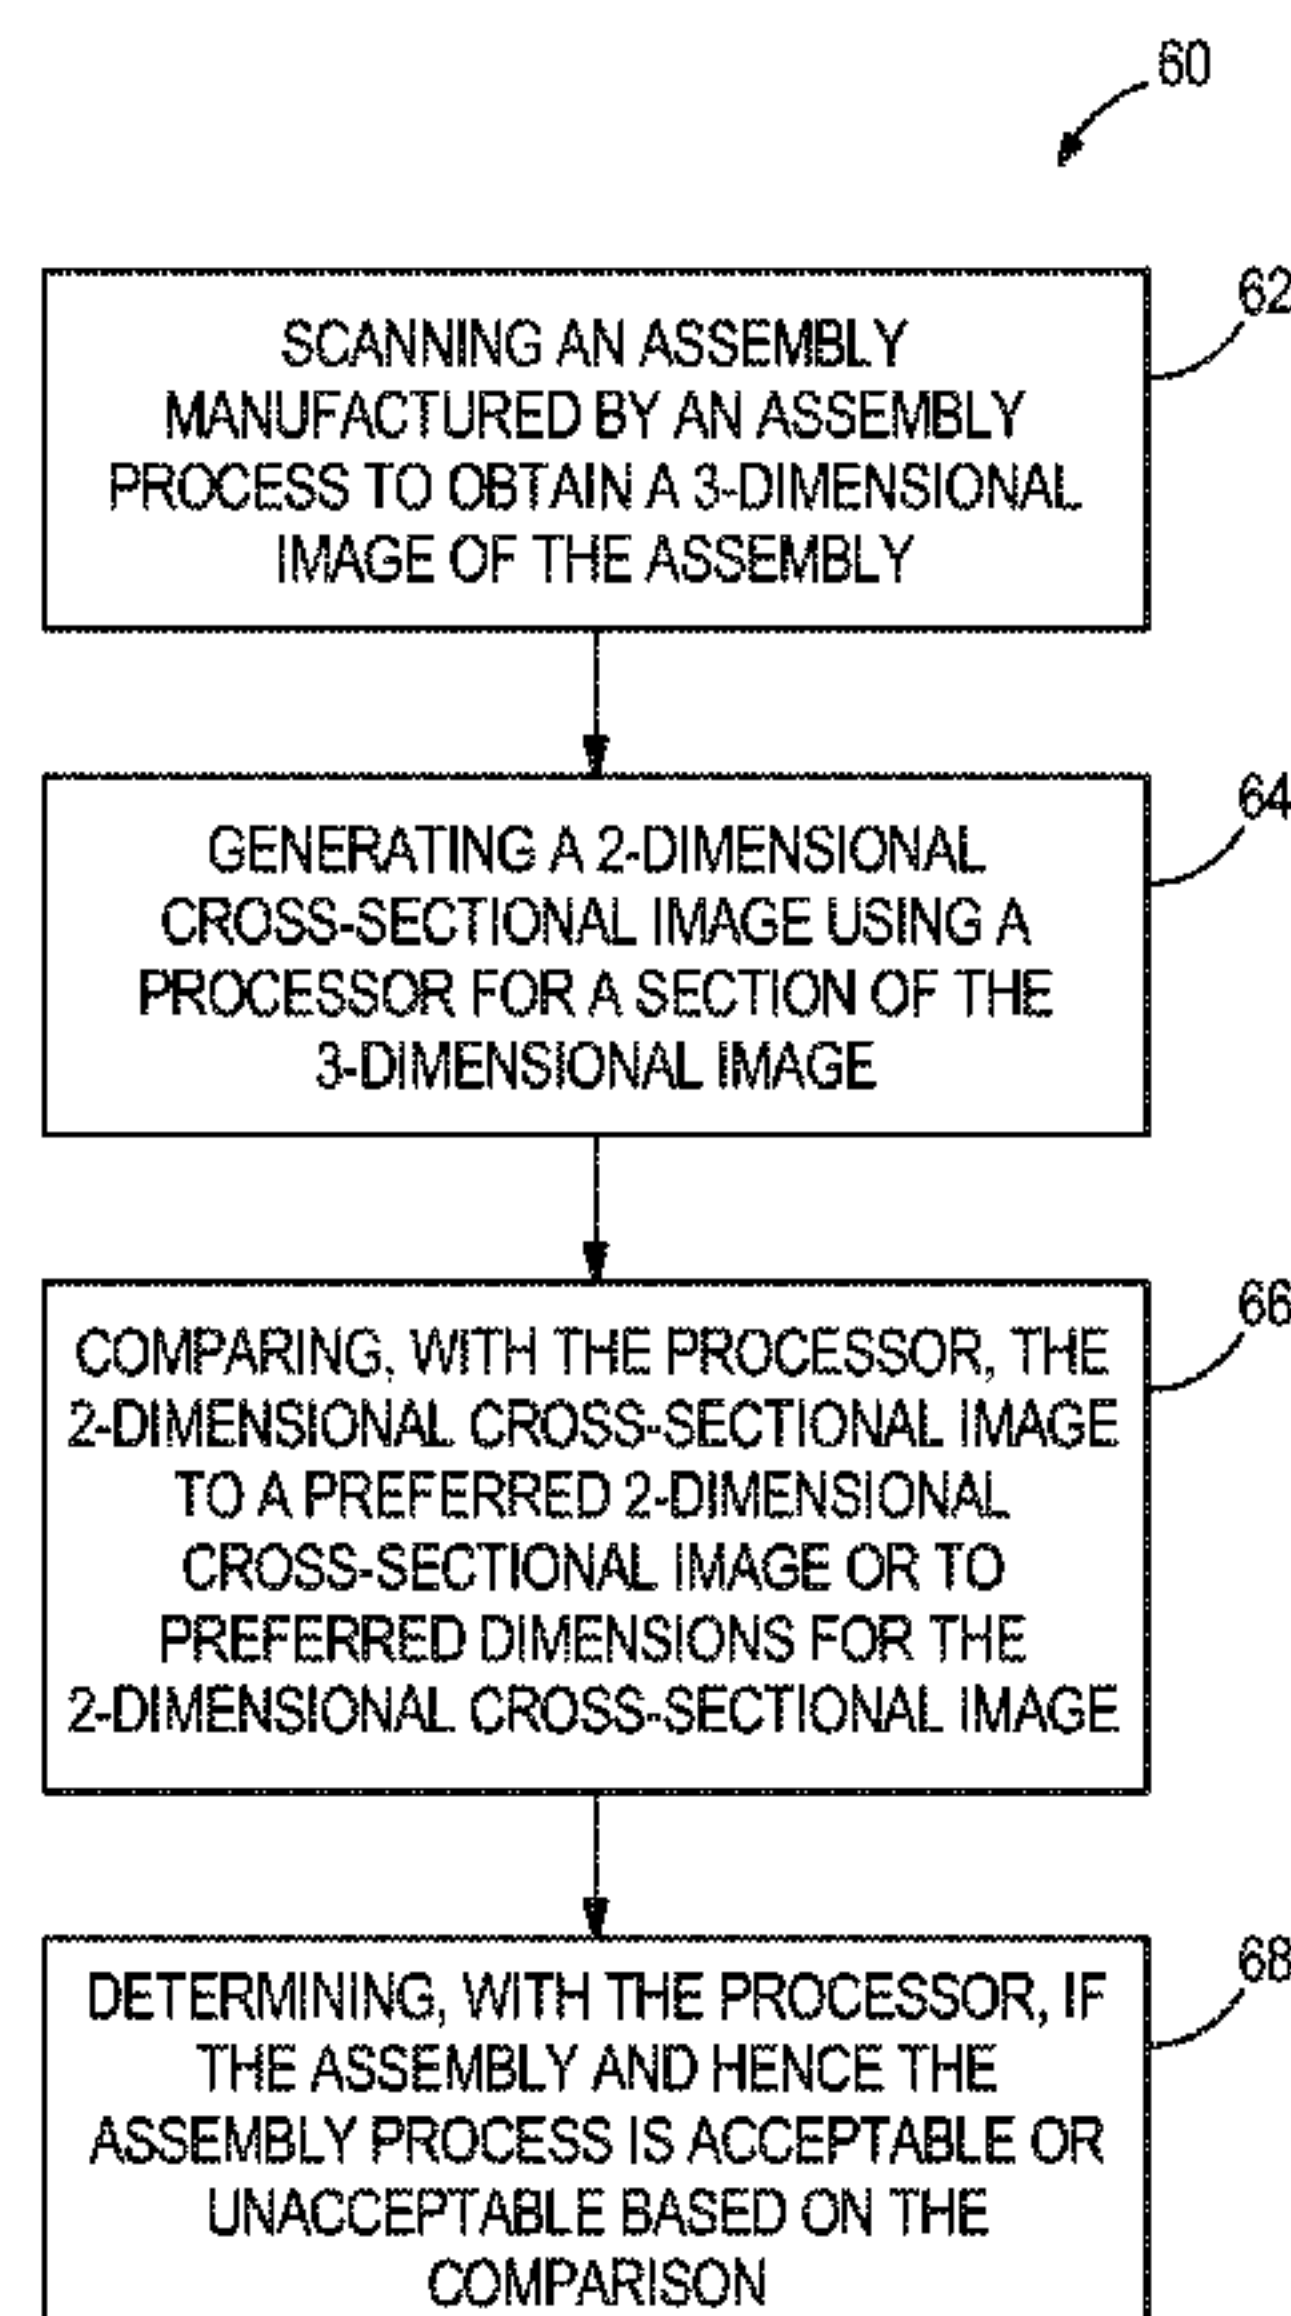 60
62
SCANNING AN ASSEMBLY
MANUFACTURED BY AN ASSEMBLY
PROCESS TO OBTAIN A 3-DIMENSIONAL
IMAGE OF THE ASSEMBLY
64
GENERATING A 2-DIMENSIONAL
CROSS-SECTIONAL IMAGE USING A
PROCESSOR FOR A SECTION OF THE
3-DIMENSIONAL IMAGE
66
COMPARING, WITH THE PROCESSOR, THE
2-DIMENSIONAL CROSS-SECTIONAL IMAGE
TO A PREFERRED 2-DIMENSIONAL
CROSS-SECTIONAL IMAGE OR TO
PREFERRED DIMENSIONS FOR THE
2-DIMENSIONAL CROSS-SECTIONAL IMAGE
68
DETERMINING, WITH THE PROCESSOR, IF
THE ASSEMBLY AND HENCE THE
ASSEMBLY PROCESS IS ACCEPTABLE OR
UNACCEPTABLE BASED ON THE
COMPARISON